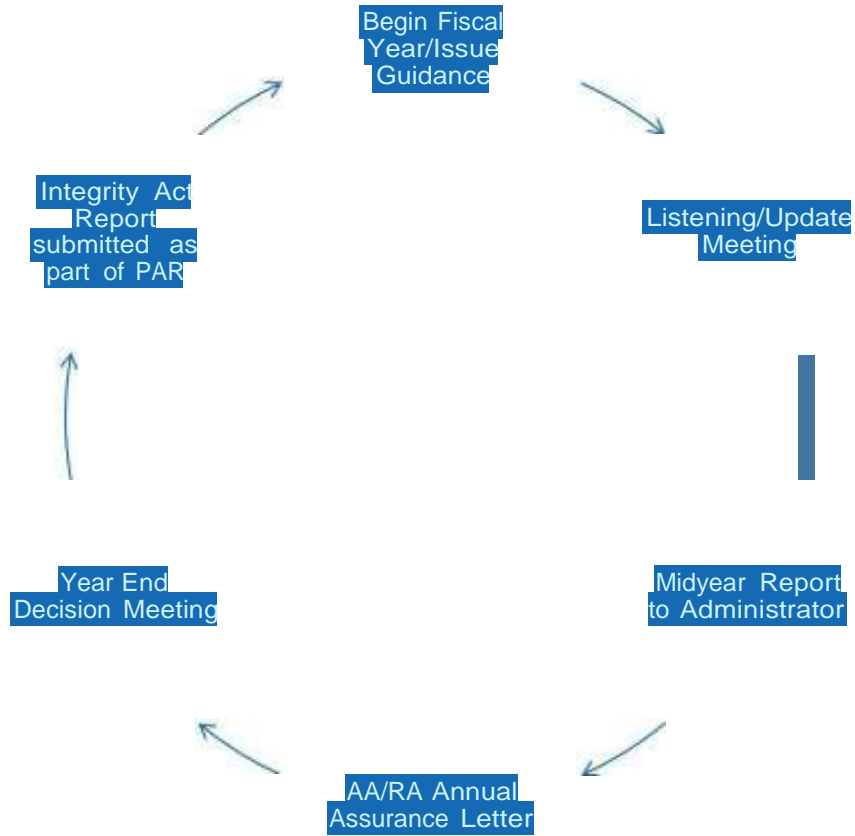 Begin Fiscal
Year/Issue
Guidance
Listening/Update
Meeting
Midyear Report
to Administrator
AA/RA Annual
Assurance Letter
Year End
Decision Meeting
Integrity Act
Report
submitted as
part of PAR